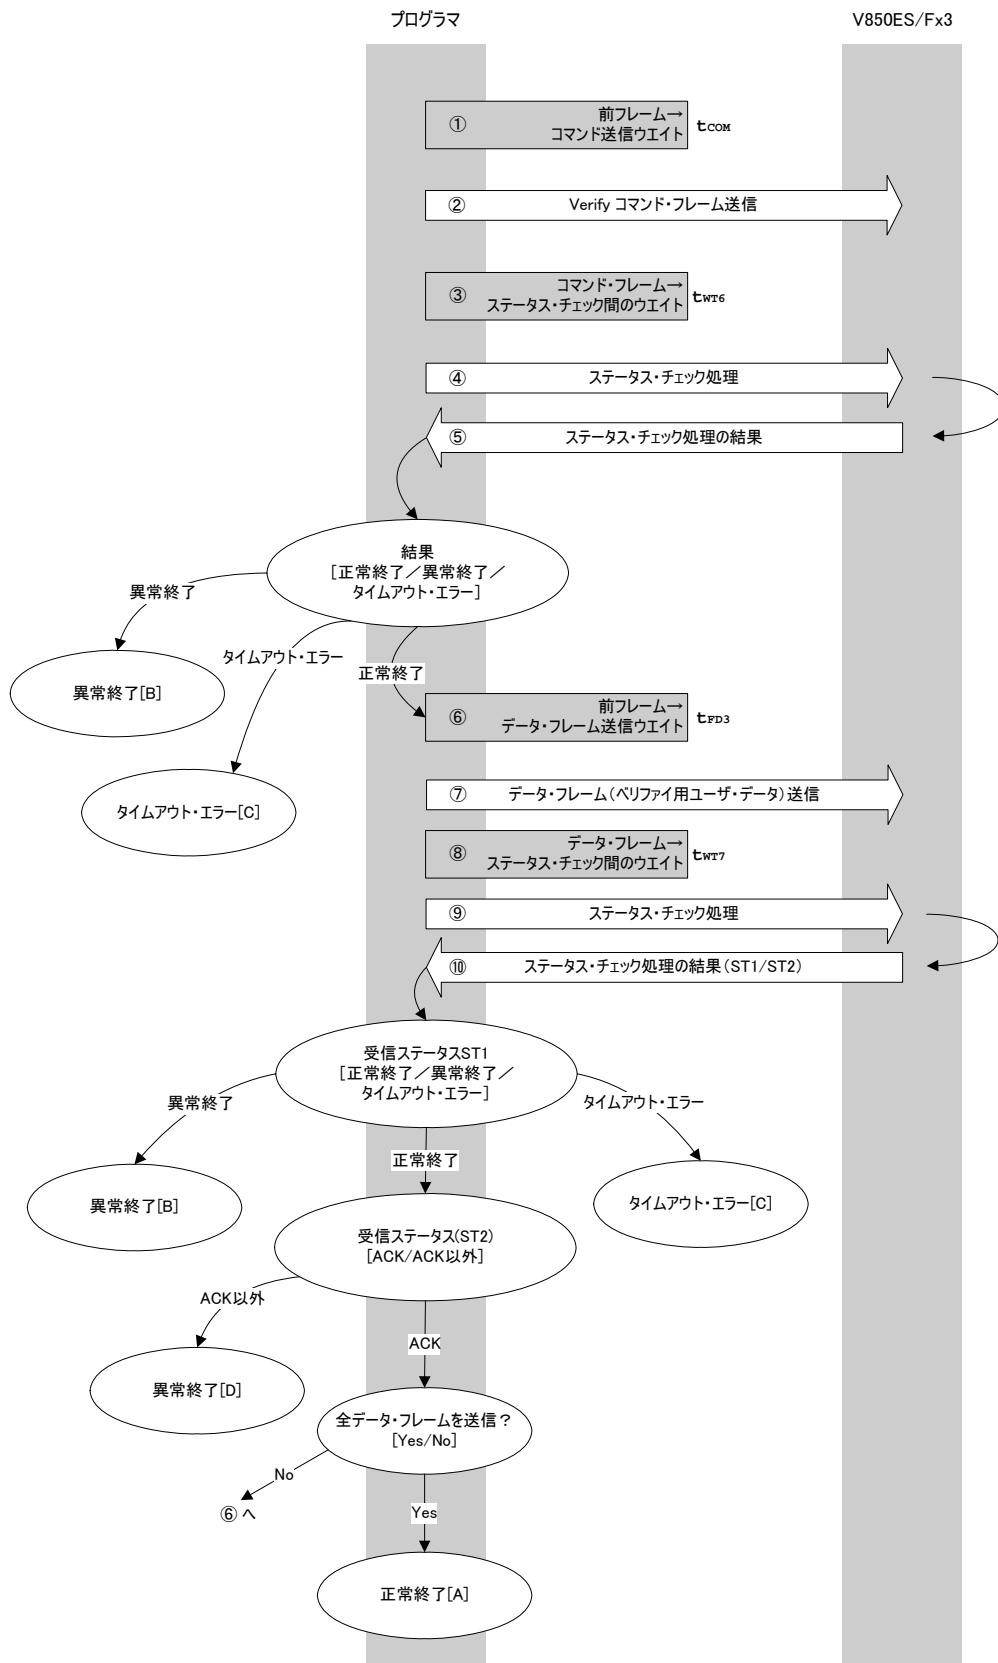 プログラマ
V850ES/Fx3
①
前フレーム→
コマンド送信ウエイト
tCOM
②
Verify コマンド・フレーム送信
③
コマンド・フレーム→
ステータス・チェック間のウエイト
tWT6
④
ステータス・チェック処理
⑤
ステータス・チェック処理の結果
結果
[正常終了／異常終了／
タイムアウト・エラー]
異常終了
タイムアウト・エラー
正常終了
異常終了[B]
⑥
前フレーム→
データ・フレーム送信ウエイト
tFD3
タイムアウト・エラー[C]
⑦
データ・フレーム（ベリファイ用ユーザ・データ）送信
⑧
データ・フレーム→
ステータス・チェック間のウエイト
tWT7
⑨
ステータス・チェック処理
⑩
ステータス・チェック処理の結果（ST1/ST2）
受信ステータスST1
[正常終了／異常終了／
タイムアウト・エラー]
異常終了
タイムアウト・エラー
正常終了
異常終了[B]
タイムアウト・エラー[C]
受信ステータス(ST2)
[ACK/ACK以外]
ACK以外
ACK
異常終了[D]
全データ・フレームを送信？
[Yes/No]
No
⑥ へ
Yes
正常終了[A]